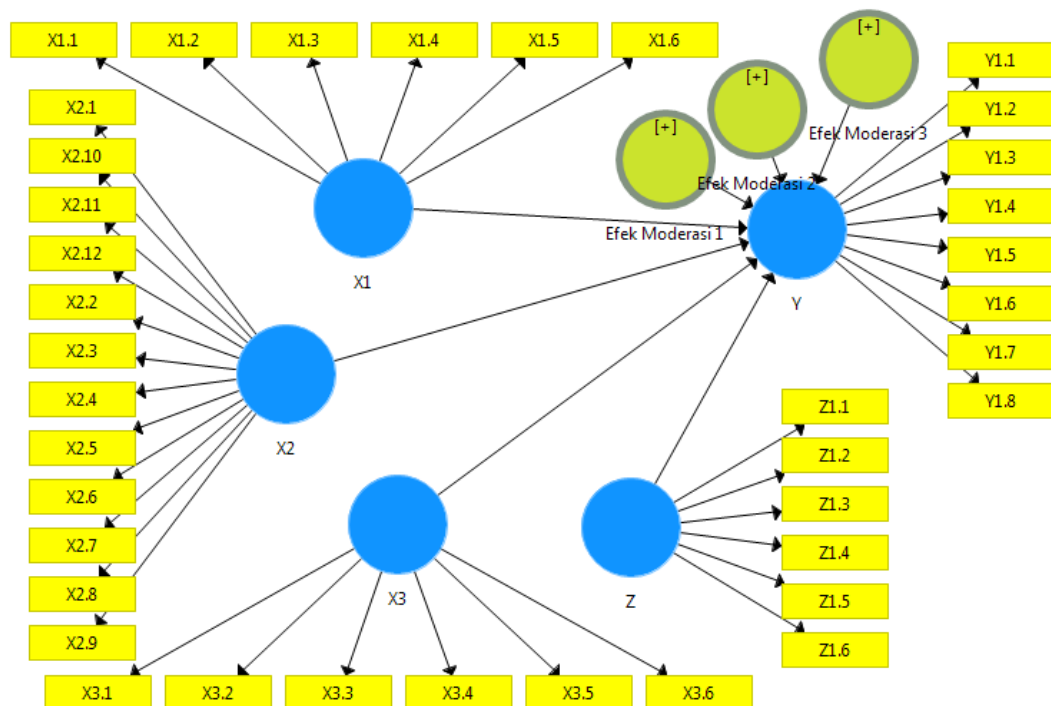 X1.1
X1.2
X1.3
X1.4
X1.5
X1.6
[+]
[+]
[+]
Efek Moderasi 3
Efek Moderasi 2
Efek Moderasi 1
X1
Y
Y1.1
Y1.2
Y1.3
Y1.4
Y1.5
Y1.6
Y1.7
Y1.8
X2.1
X2.10
X2.11
X2.12
X2.2
X2.3
X2.4
X2.5
X2.6
X2.7
X2.8
X2.9
X2
X3
Z
Z1.1
Z1.2
Z1.3
Z1.4
Z1.5
Z1.6
X3.1
X3.2
X3.3
X3.4
X3.5
X3.6